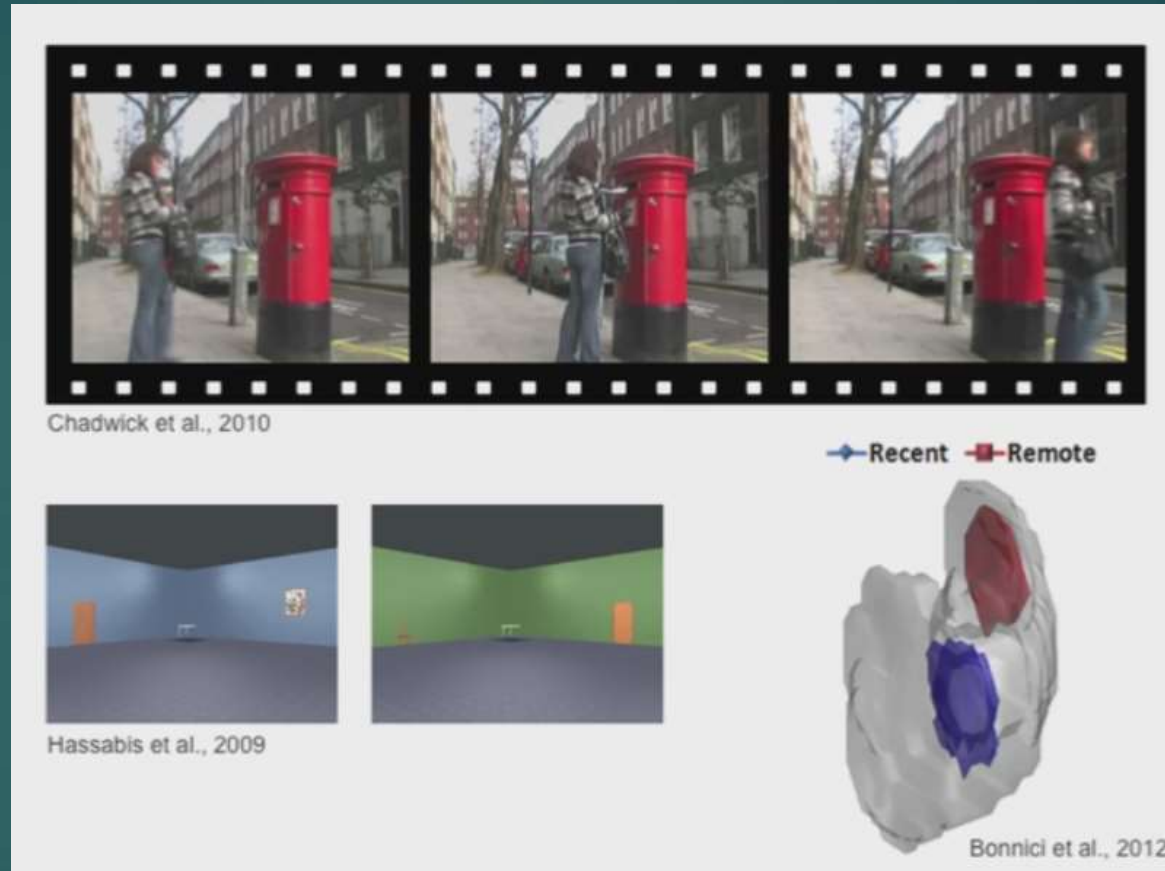 Chadwick et al., 2010
Recent Remote
Hassabis et al., 2009
Bonnici et al., 2012